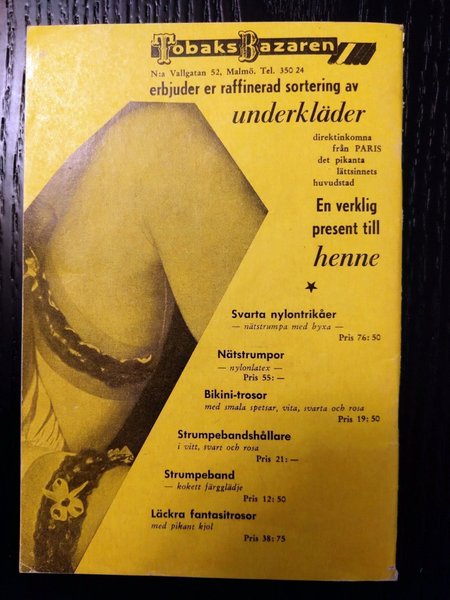 TobaksBazaren
N:a Vallgatan 52, Malmö. Tel. 350 24
erbjuder er raffinerad sortering av
underkläder
direktinkomna
från PARIS
det pikanta
lättsinnets
huvudstad
En verklig
present till
henne
Svarta nylontrikåer
— nätstrumpa med byxa —
Pris 76: 50
Nätstrumpor
— nylonlatex —
Pris 55: —
Bikini-trosor
med smala spetsar, vita, svarta och rosa
Pris 19: 50
Strumpebandshållare
i vitt, svart och rosa
Pris 21: —
Strumpeband
— kokett färgglädje
Pris 12: 50
Läckra fantasitrosor
med pikant kjol
Pris 38: 75